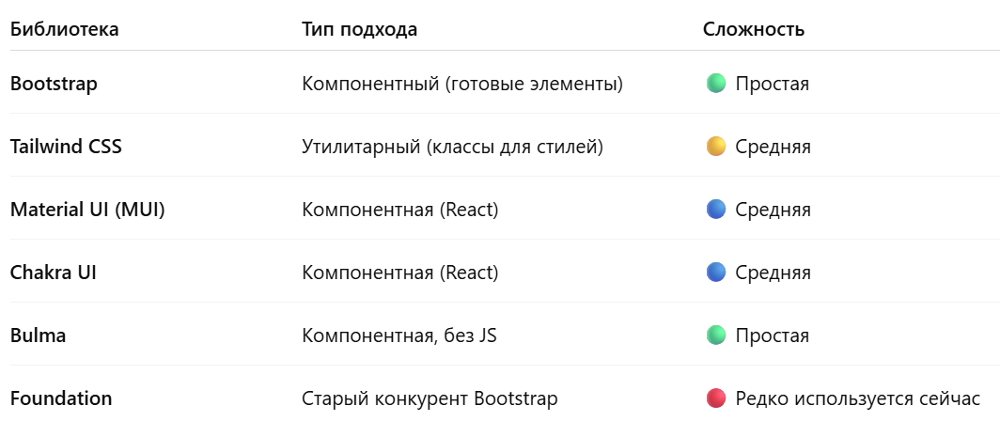 Библиотека Тип подхода Сложность
Bootstrap Компонентный (готовые элементы) Простая
Tailwind CSS Утилитарный (классы для стилей) Средняя
Material UI (MUI) Компонентная (React) Средняя
Chakra UI Компонентная (React) Средняя
Bulma Компонентная, без JS Простая
Foundation Старый конкурент Bootstrap Редко используется сейчас